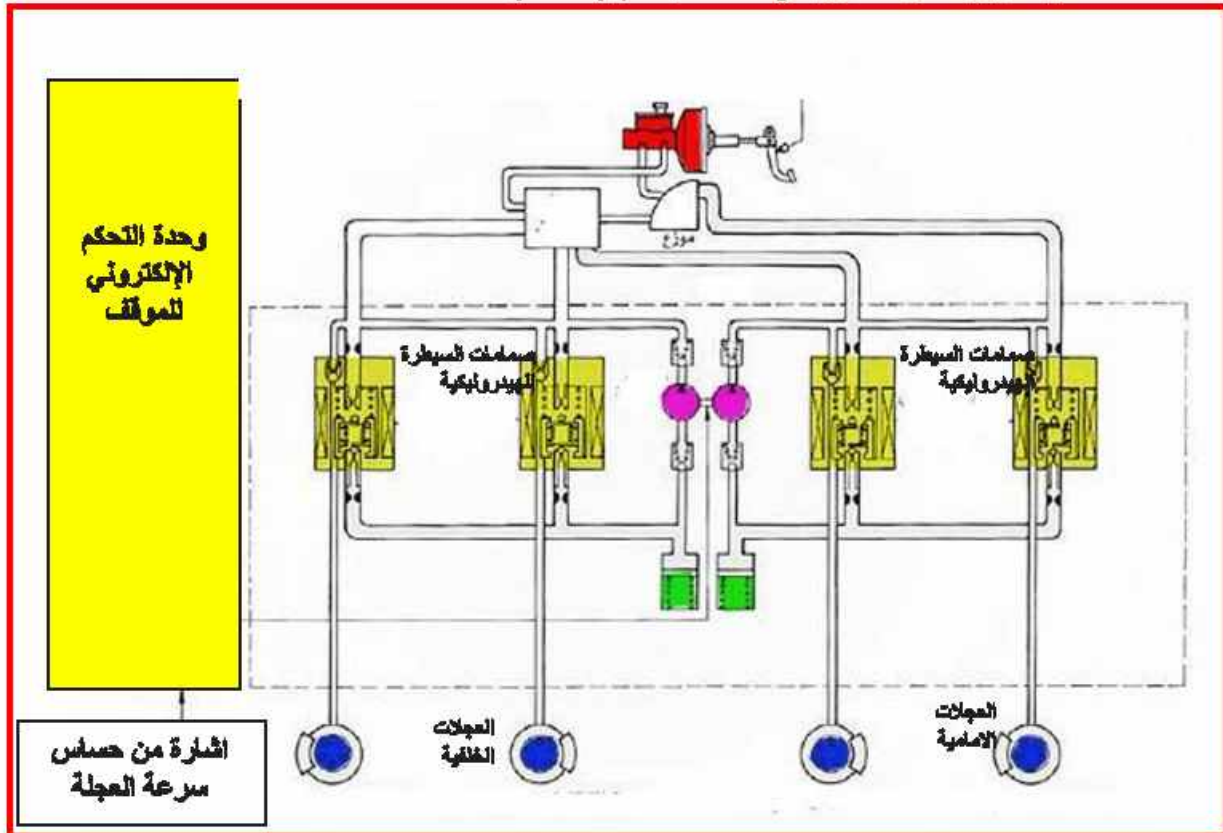 وحدة التحكم
الإلكتروني
للموقف
موزع
صمامات السيطرة
الهيدروليكية
صمامات السيطرة
الهيدروليكية
العجلات
الخلفية
العجلات
الامامية
اشارة من حساس
سرعة العجلة